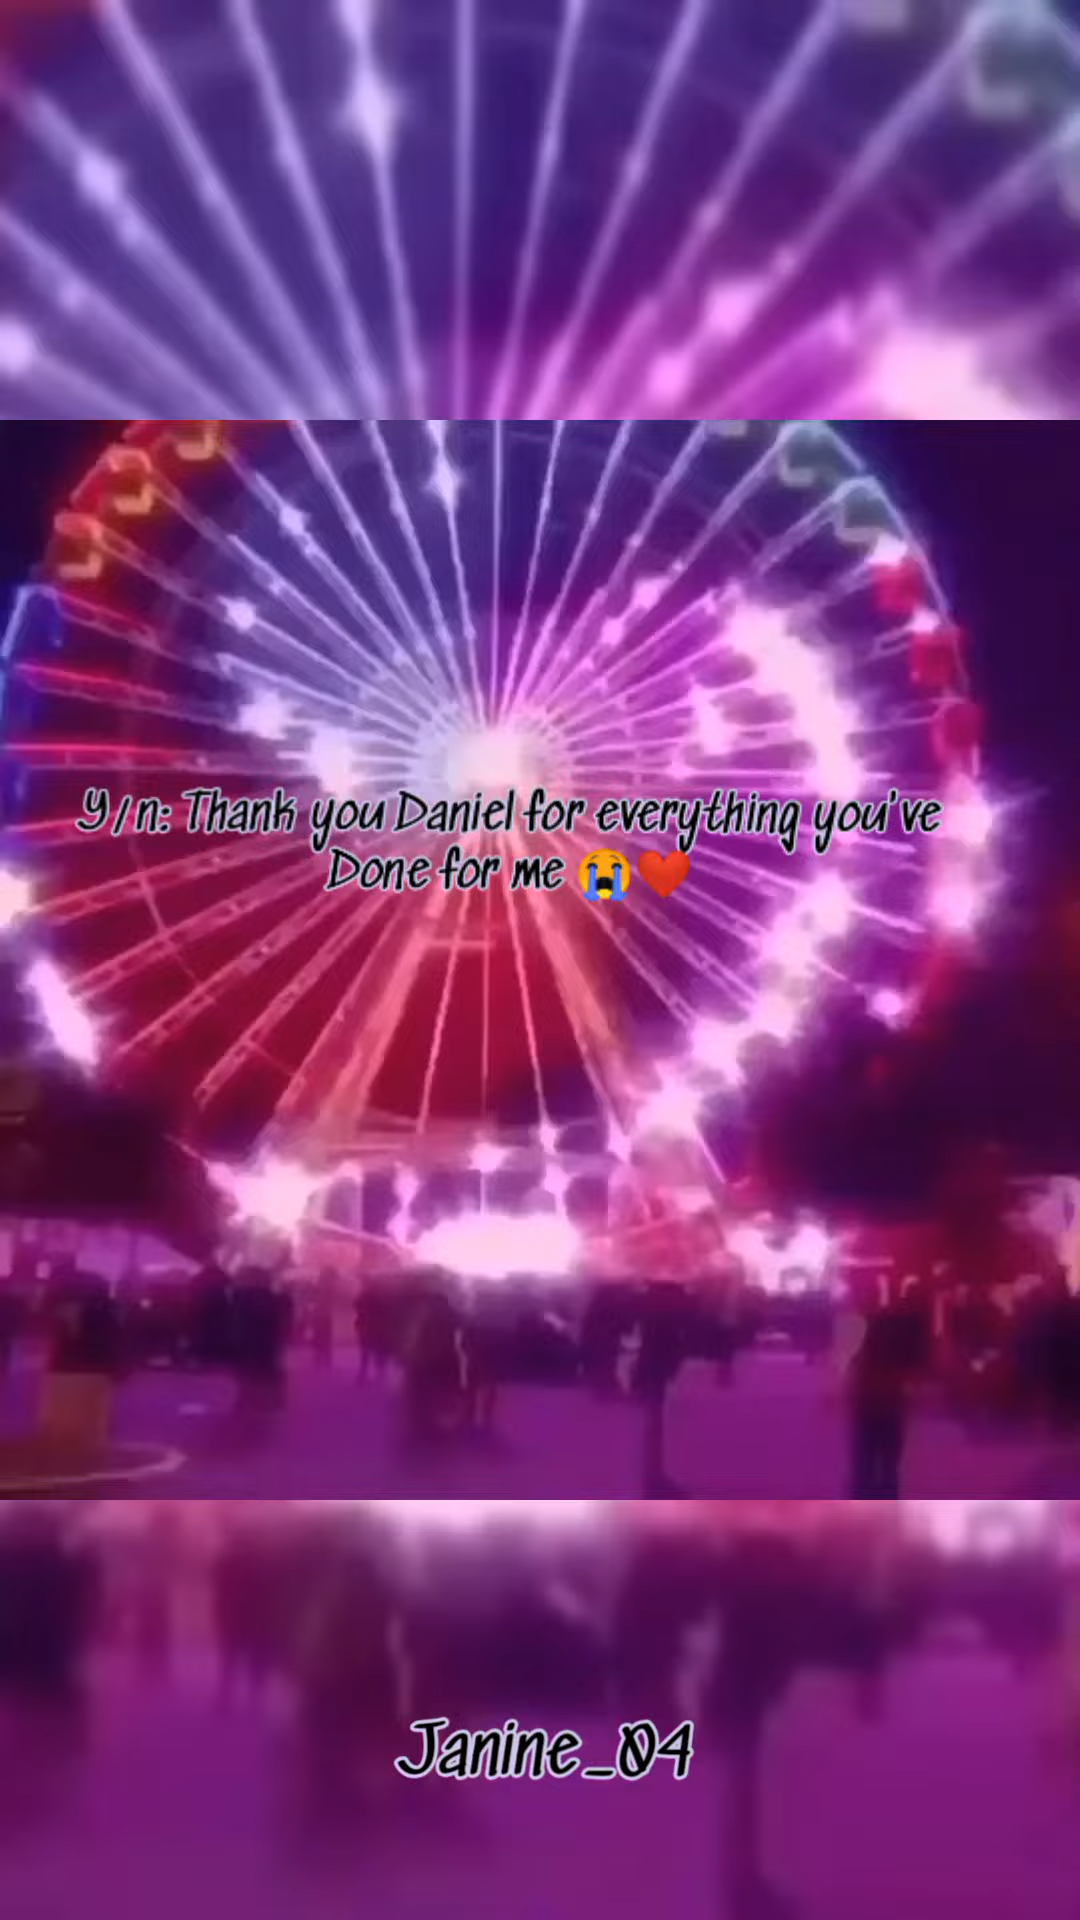 Y/n: Thank you Daniel for everything you've
Done for me 😭❤️
Janine_04